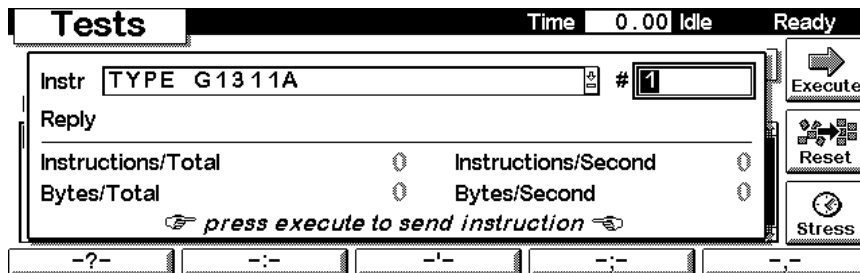 Tests Time 0.00 Idle Ready
Instr TYPE G1311A # 1 Execute
Reply
Reset
Instructions/Total 0 Instructions/Second 0
Bytes/Total 0 Bytes/Second 0
press execute to send instruction
Stress
-?- -:- -'- -;- -,-